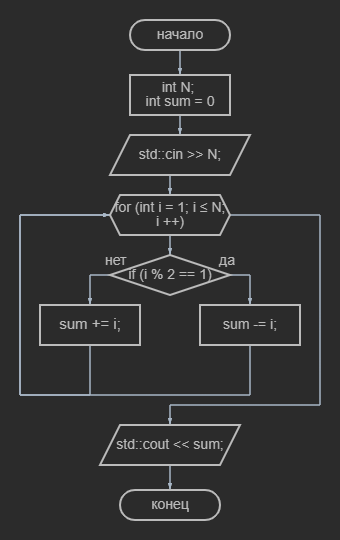 начало
int N;
int sum = 0
std::cin >> N;
for (int i = 1; i ≤ N;
i ++)
нет
да
if (i % 2 == 1)
sum += i;
sum -= i;
std::cout << sum;
конец